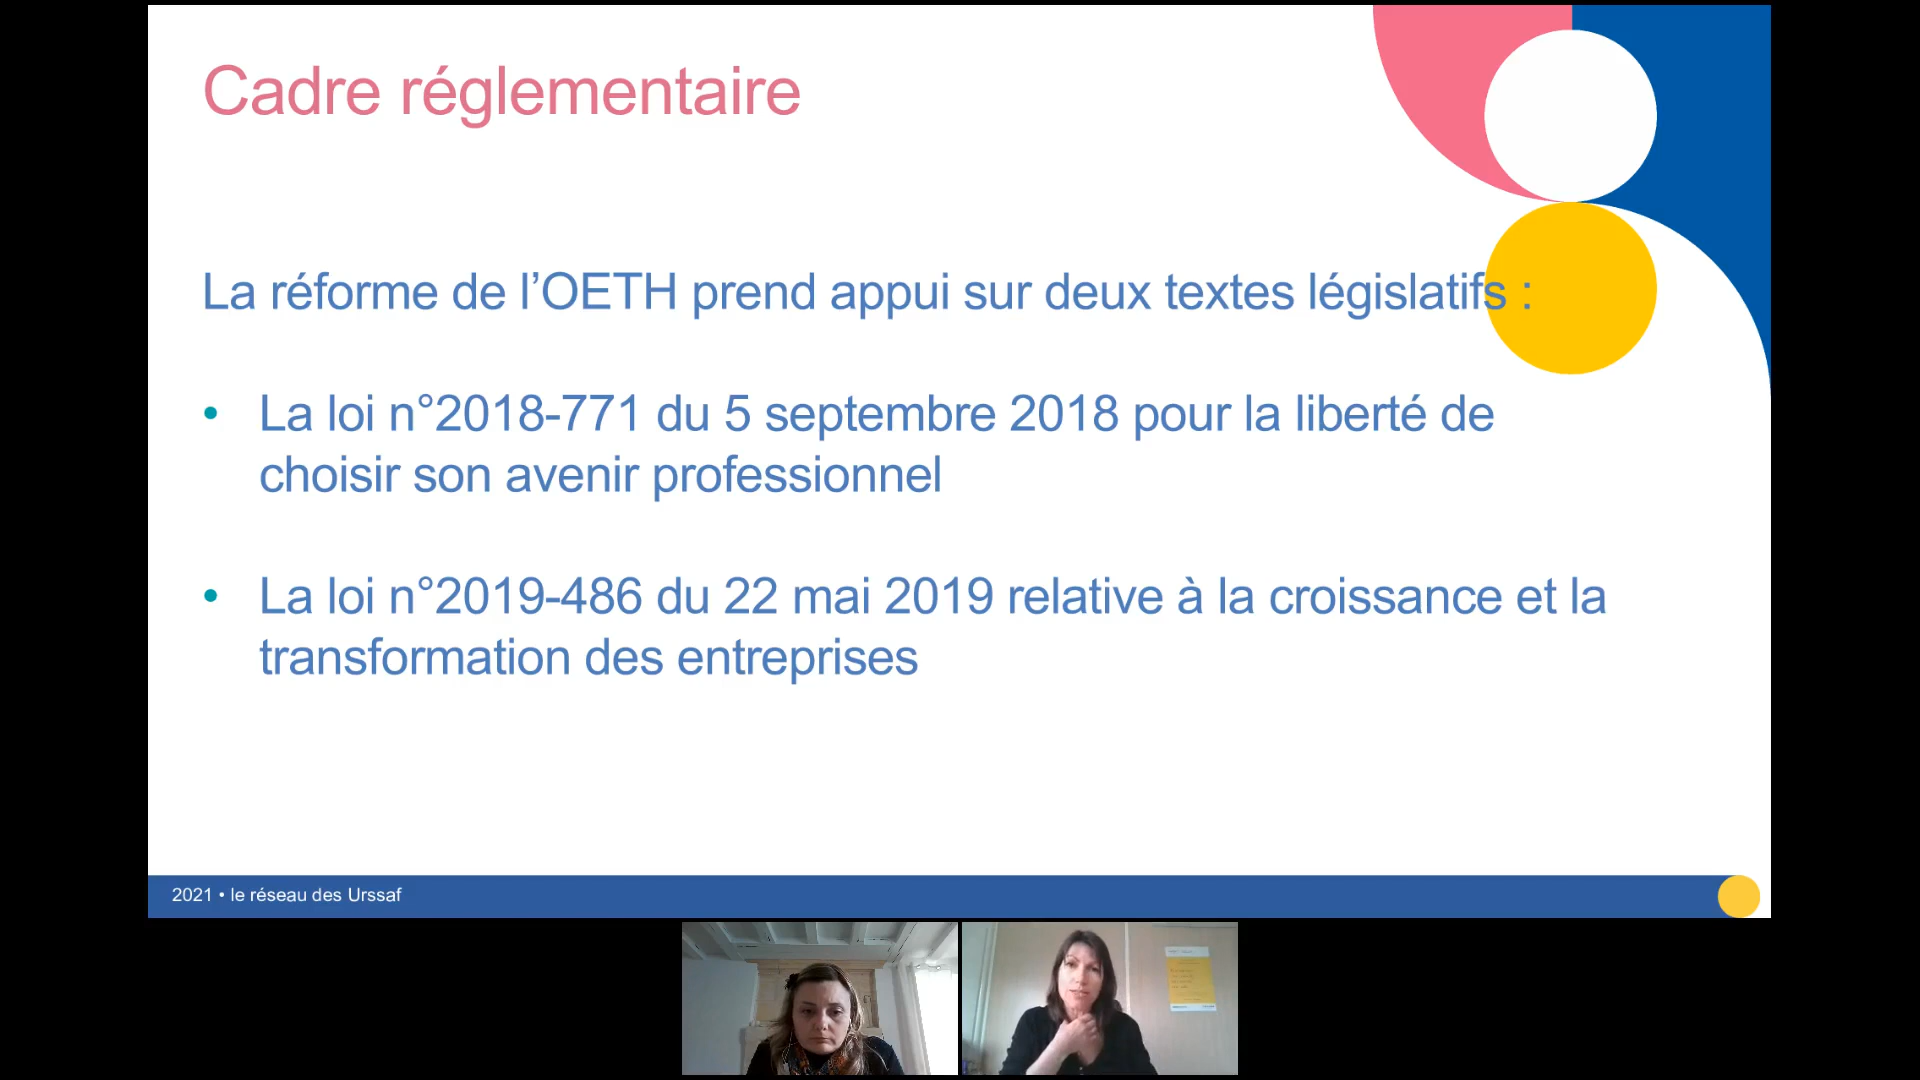 Cadre réglementaire
La réforme de l’OETH prend appui sur deux textes législatifs :
• La loi n°2018-771 du 5 septembre 2018 pour la liberté de
choisir son avenir professionnel
• La loi n°2019-486 du 22 mai 2019 relative à la croissance et la
transformation des entreprises
2021 • le réseau des Urssaf